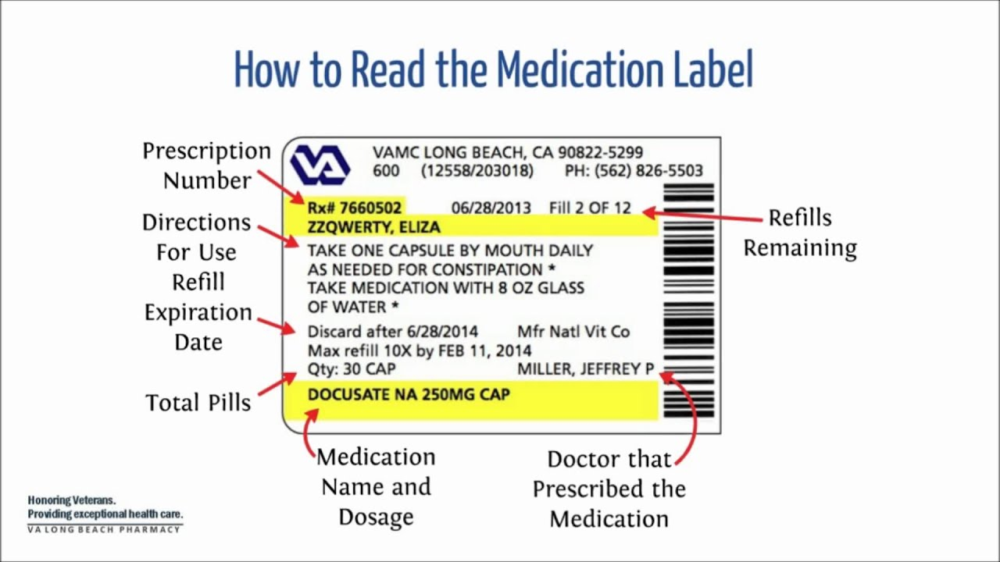 How to Read the Medication Label
Prescription
Number
Directions
For Use
Refill
Expiration
Date
Total Pills
VA
VAMC LONG BEACH, CA 90822-5299
600 (12558/203018) PH: (562) 826-5503
Rx# 7660502 06/28/2013 Fill 2 OF 12
ZZQWERTY, ELIZA
TAKE ONE CAPSULE BY MOUTH DAILY
AS NEEDED FOR CONSTIPATION *
TAKE MEDICATION WITH 8 OZ GLASS
OF WATER *
Discard after 6/28/2014 Mfr Natl Vit Co
Max refill 10X by FEB 11, 2014
Qty: 30 CAP MILLER, JEFFREY P
DOCUSATE NA 250MG CAP
Refills
Remaining
Medication
Name and
Dosage
Doctor that
Prescribed the
Medication
Honoring Veterans.
Providing exceptional health care.
VA LONG BEACH PHARMACY